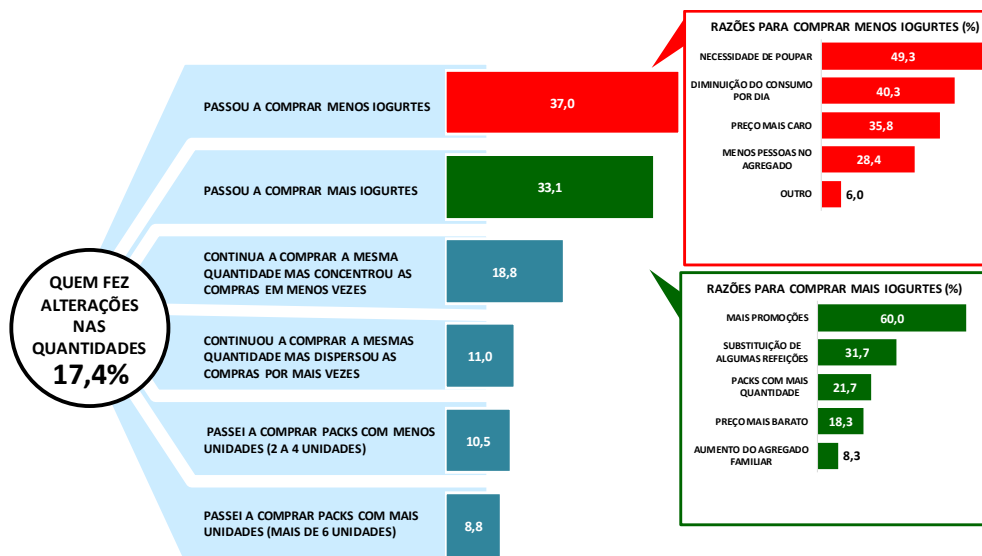 QUEM FEZ
ALTERAÇÕES
NAS
QUANTIDADES
17,4%
PASSOU A COMPRAR MENOS IOGURTES
37,0
PASSOU A COMPRAR MAIS IOGURTES
33,1
CONTINUA A COMPRAR A MESMA
QUANTIDADE MAS CONCENTROU AS
COMPRAS EM MENOS VEZES
18,8
CONTINUOU A COMPRAR A MESMAS
QUANTIDADE MAS DISPERSOU AS
COMPRAS POR MAIS VEZES
11,0
PASSEI A COMPRAR PACKS COM MENOS
UNIDADES (2 A 4 UNIDADES)
10,5
PASSEI A COMPRAR PACKS COM MAIS
UNIDADES (MAIS DE 6 UNIDADES)
8,8
RAZÕES PARA COMPRAR MENOS IOGURTES (%)
NECESSIDADE DE POUPAR
49,3
DIMINUIÇÃO DO CONSUMO
POR DIA
40,3
PREÇO MAIS CARO
35,8
MENOS PESSOAS NO
AGREGADO
28,4
OUTRO
6,0
RAZÕES PARA COMPRAR MAIS IOGURTES (%)
MAIS PROMOÇÕES
60,0
SUBSTITUIÇÃO DE
ALGUMAS REFEIÇÕES
31,7
PACKS COM MAIS
QUANTIDADE
21,7
PREÇO MAIS BARATO
18,3
AUMENTO DO AGREGADO
FAMILIAR
8,3